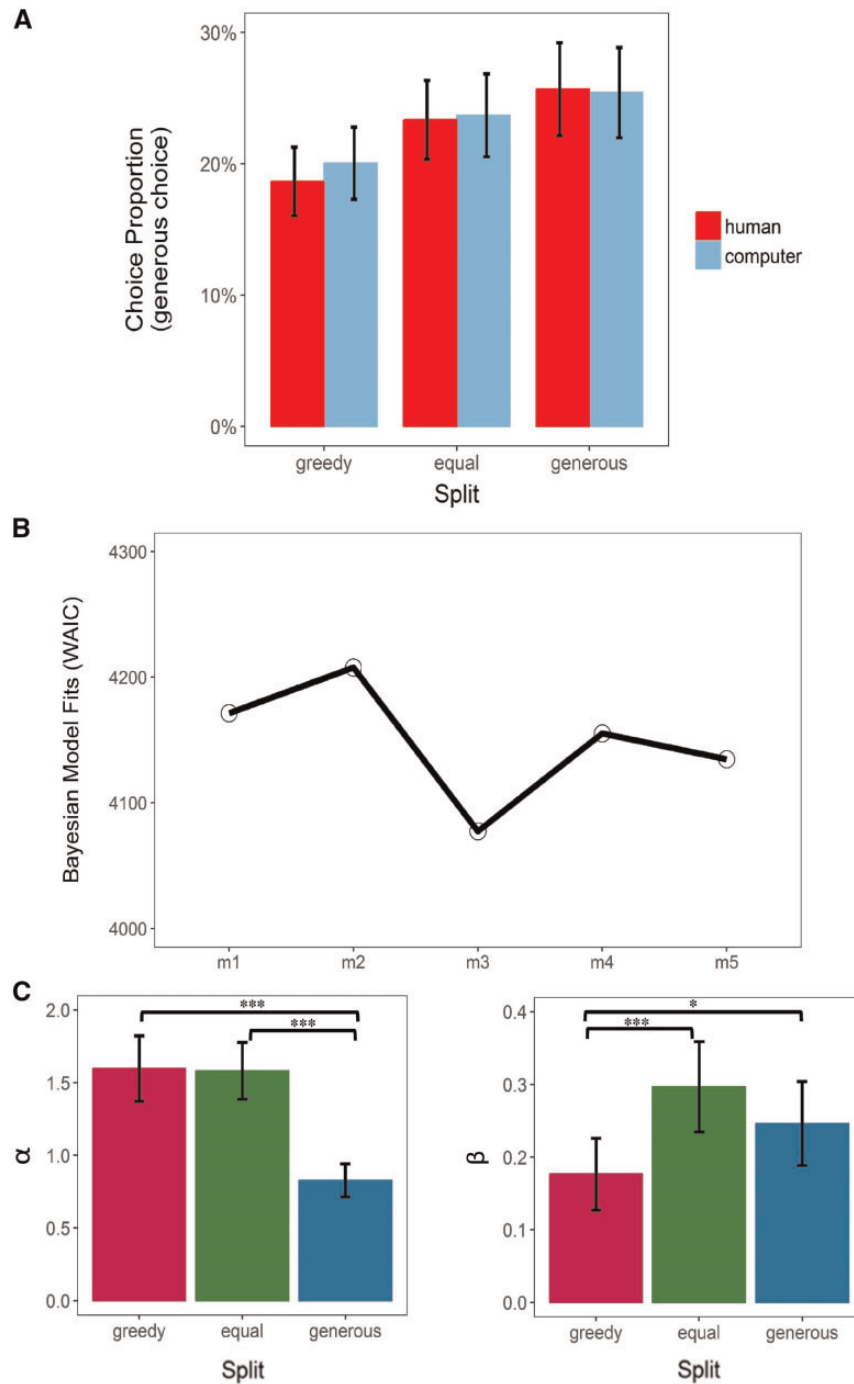 A
30%
20%
10%
0%
Choice Proportion
(generous choice)
greedy equal generous
Split
human
computer
B
4300
4200
4100
4000
Bayesian Model Fits (WAIC)
m1 m2 m3 m4 m5
C
2.0
1.5
1.0
0.5
0.0
α
***
***
greedy equal generous
Split
0.4
0.3
0.2
0.1
0.0
β
*
***
greedy equal generous
Split